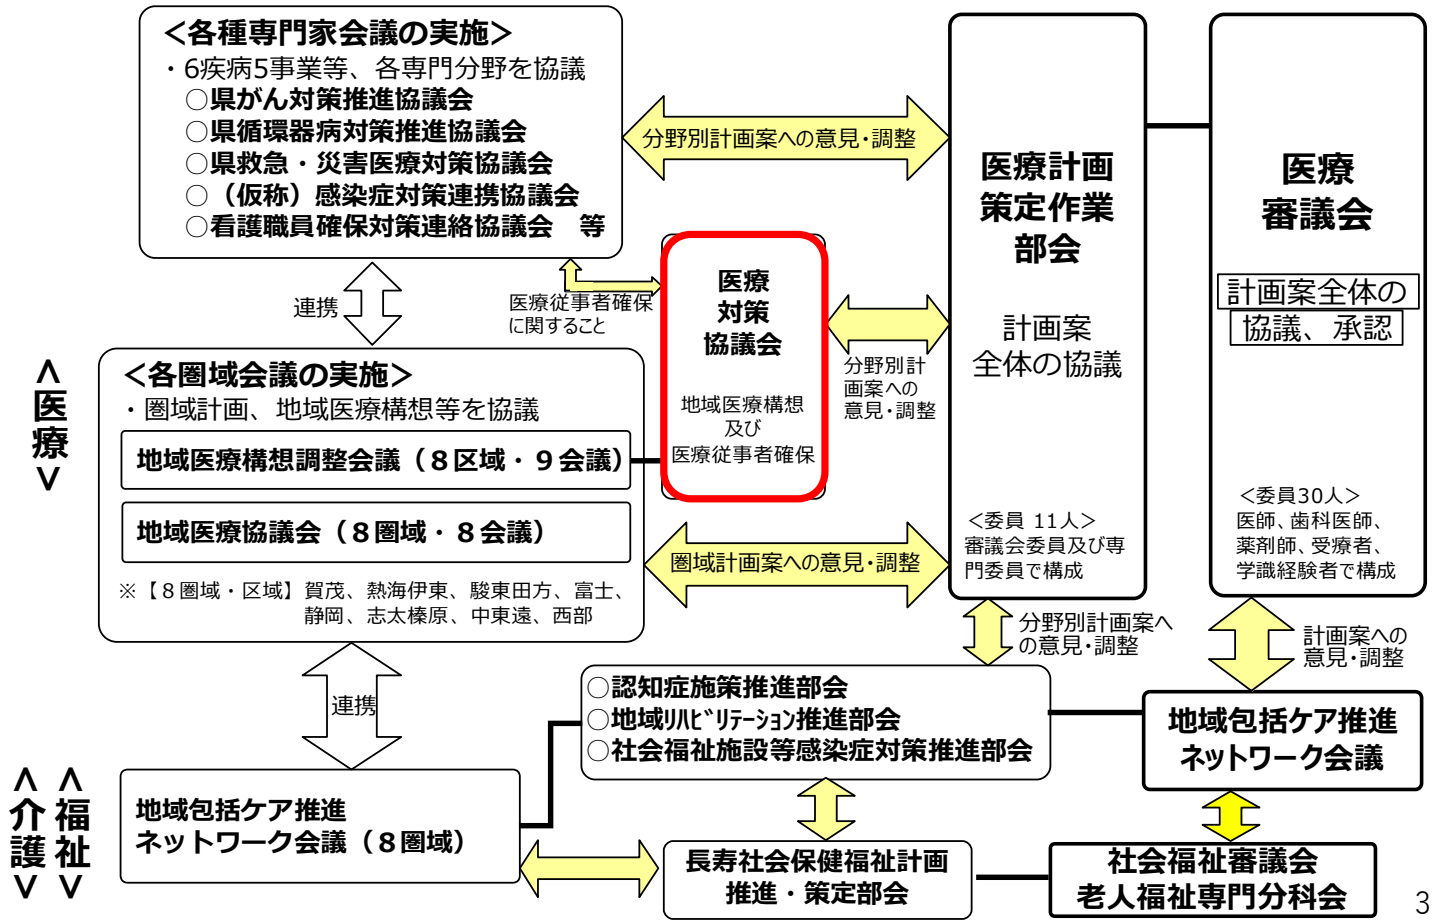 ＜各種専門家会議の実施＞
・6疾病5事業等、各専門分野を協議
○県がん対策推進協議会
○県循環器病対策推進協議会
○県救急・災害医療対策協議会
○（仮称）感染症対策連携協議会
○看護職員確保対策連絡協議会　等
分野別計画案への意見・調整
医療計画
策定作業
部会
計画案
全体の協議
＜委員 11人＞
審議会委員及び専
門委員で構成
医療
審議会
計画案全体の
協議、承認
＜委員30人＞
医師、歯科医師、
薬剤師、受療者、
学識経験者で構成
連携
医療従事者確保
に関すること
医療
対策
協議会
地域医療構想
及び
医療従事者確保
分野別計
画案への
意見・調整
＜医療＞
＜各圏域会議の実施＞
・圏域計画、地域医療構想等を協議
地域医療構想調整会議（８区域・９会議）
地域医療協議会（８圏域・８会議）
※【８圏域・区域】賀茂、熱海伊東、駿東田方、富士、
静岡、志太榛原、中東遠、西部
圏域計画案への意見・調整
分野別計画案へ
の意見・調整
計画案への
意見・調整
連携
○認知症施策推進部会
○地域ﾘﾊﾋﾞﾘﾃｰｼｮﾝ推進部会
○社会福祉施設等感染症対策推進部会
地域包括ケア推進
ネットワーク会議
＜福祉＞
＜介護＞
地域包括ケア推進
ネットワーク会議（８圏域）
長寿社会保健福祉計画
推進・策定部会
社会福祉審議会
老人福祉専門分科会
3